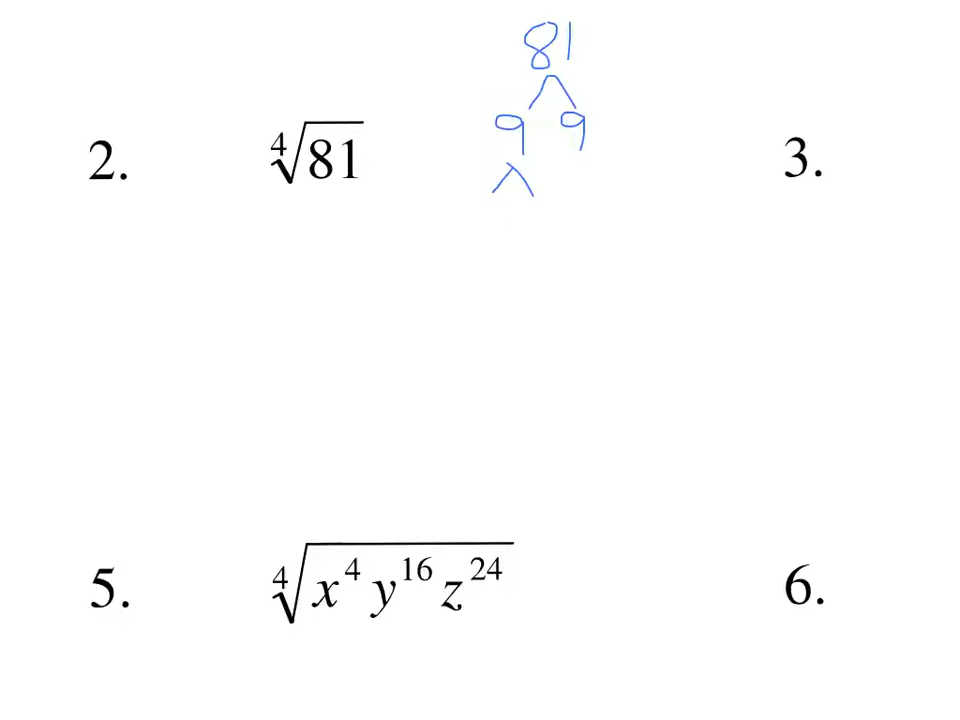 81
9 9
2. ∜81 3.
5. ∜x⁴y¹⁶z²⁴ 6.